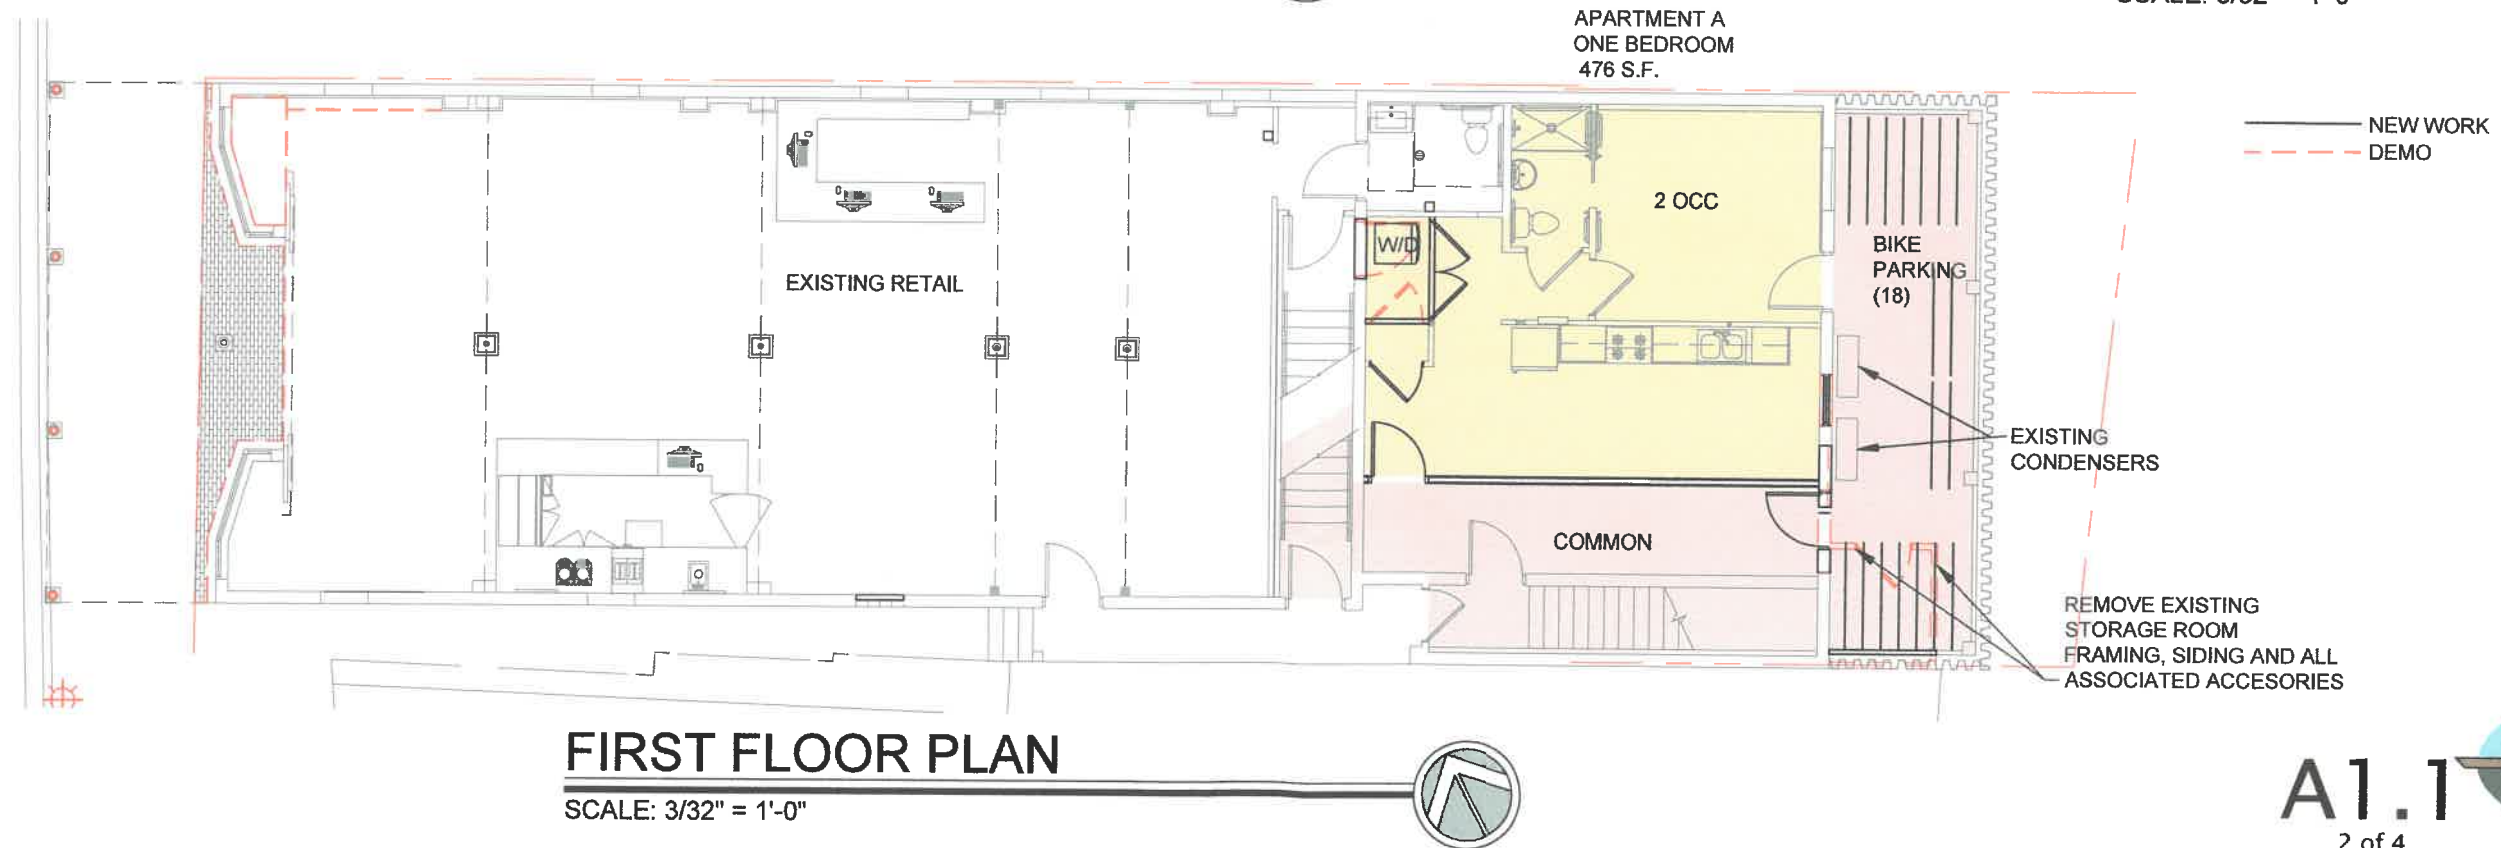 APARTMENT A
ONE BEDROOM
476 S.F.
NEW WORK
DEMO
W/D
2 OCC
BIKE
PARKING
(18)
EXISTING RETAIL
EXISTING
CONDENSERS
COMMON
REMOVE EXISTING
STORAGE ROOM
FRAMING, SIDING AND ALL
ASSOCIATED ACCESORIES
FIRST FLOOR PLAN
SCALE: 3/32" = 1'-0"
A1.1
2 of 4